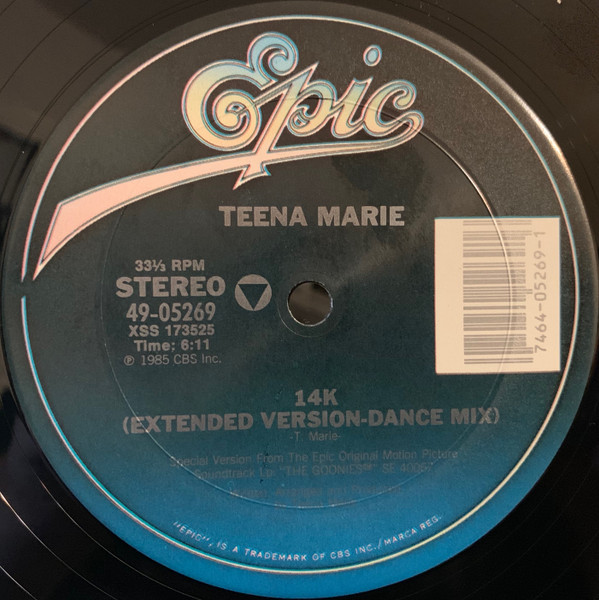 Epic
TEENA MARIE
33⅓ RPM
STEREO
49-05269
XSS 173525
Time; 6:11
℗ 1985 CBS Inc.
7464-05269-1
14K
(EXTENDED VERSION-DANCE MIX)
-T. Marie-
Special Version From The Epic Original Motion Picture
Soundtrack Lp: "THE GOONIES" SE
"EPIC", IS A TRADEMARK OF CBS INC./MARCA REG.